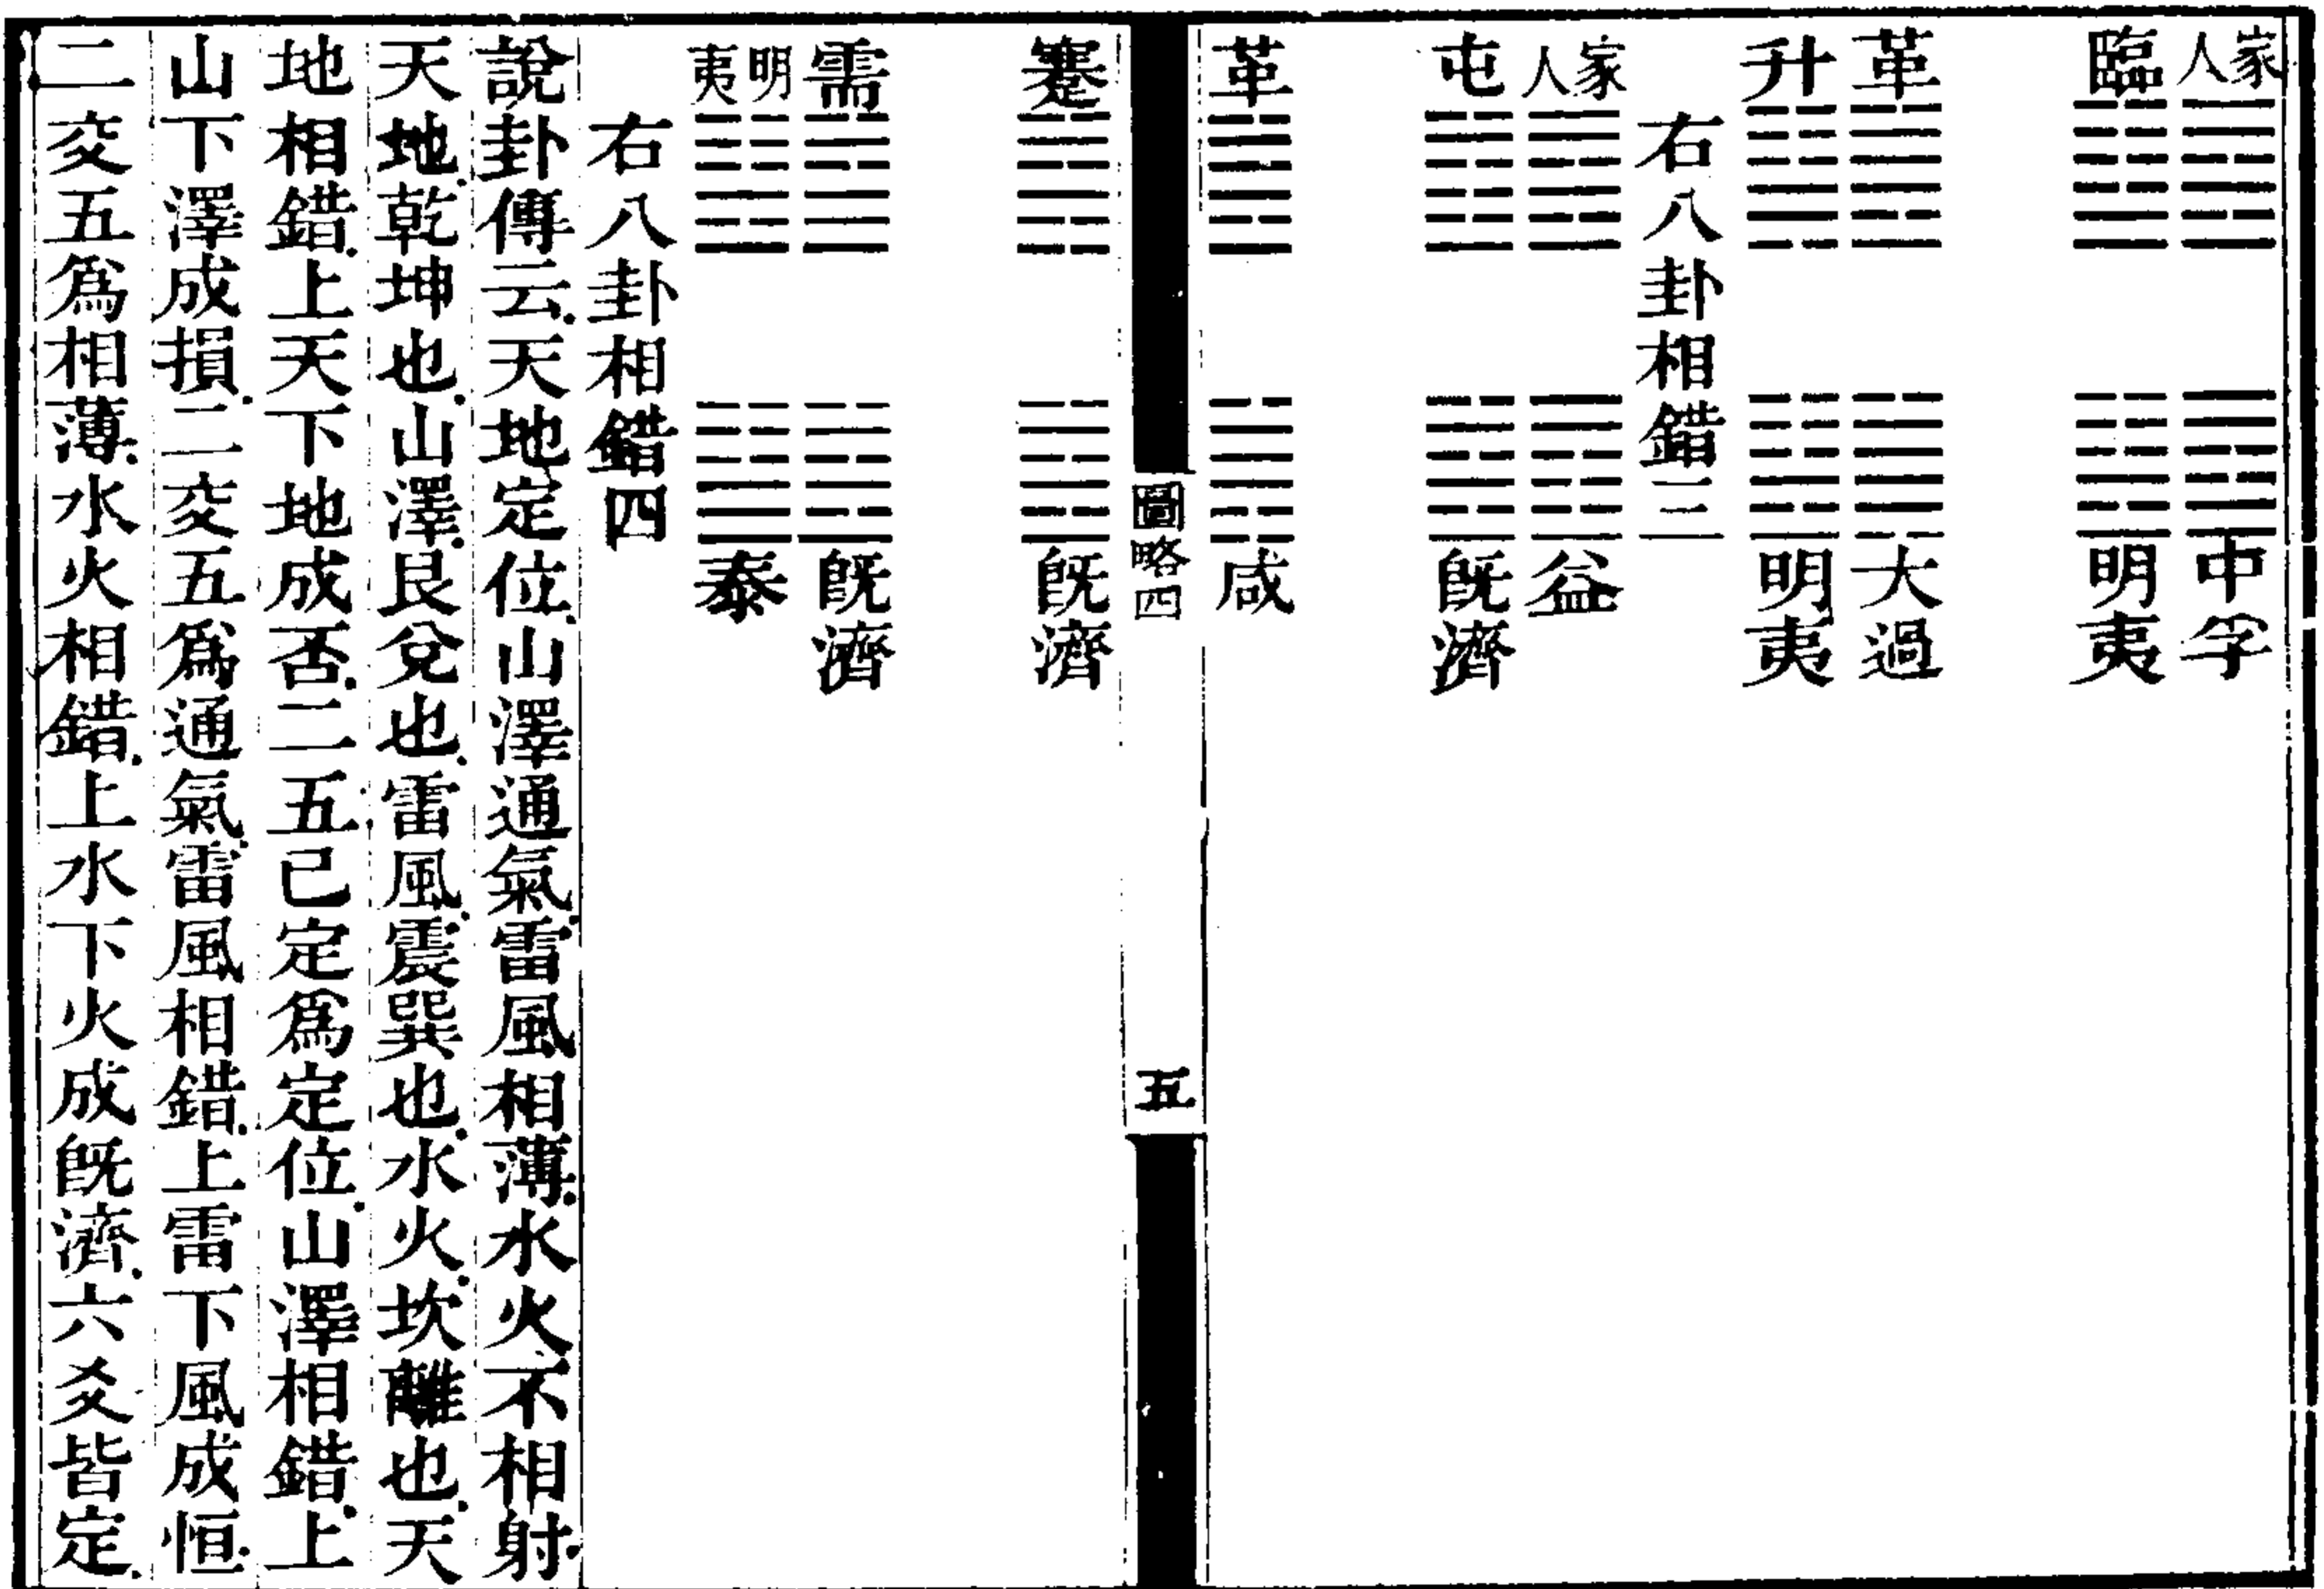 家人䷤ ䷼中孚
臨䷒ ䷣明夷
革䷰ ䷛大過
升䷭ ䷣明夷
右八卦相錯三
家人䷤ ䷩益
屯䷂ ䷾旣濟
革䷰ ䷞咸
圖略四 五
蹇䷦ ䷾旣濟
需䷄ ䷾旣濟
明夷䷣ ䷊泰
右八卦相錯四
說卦傳云天地定位山澤通氣雷風相薄水火不相射
天地乾坤也山澤艮兌也雷風震巽也水火坎離也天
地相錯上天下地成否二五已定爲定位山澤相錯上
山下澤成損二交五爲通氣雷風相錯上雷下風成恒
二交五爲相薄水火相錯上水下火成旣濟六爻皆定